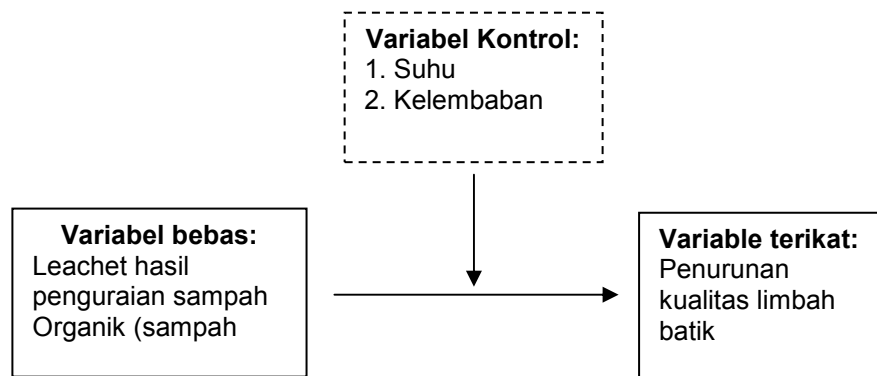 Variabel Kontrol:
1. Suhu
2. Kelembaban
Variabel bebas:
Leachet hasil
penguraian sampah
Organik (sampah
Variable terikat:
Penurunan
kualitas limbah
batik